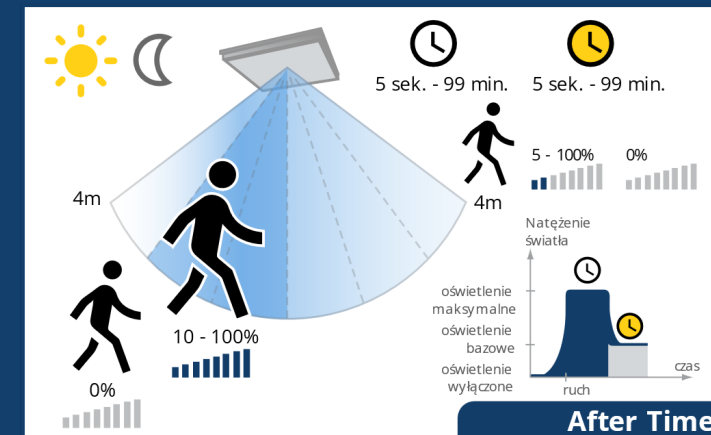 5 sek. - 99 min.
5 sek. - 99 min.
5 - 100%
0%
4m
4m
10 - 100%
0%
Natężenie
światła
oświetlenie
maksymalne
oświetlenie
bazowe
oświetlenie
wyłączone
ruch
czas
After Time